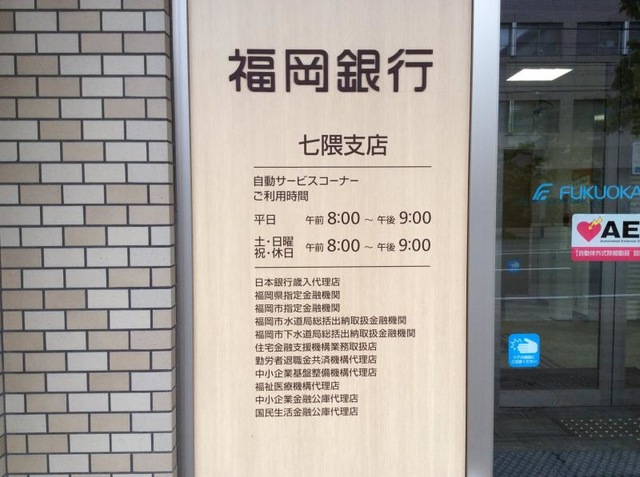 福岡銀行
七隈支店
自動サービスコーナー
ご利用時間
平日 午前 8:00 ～ 午後 9:00
土・日曜
祝・休日 午前 8:00 ～ 午後 9:00
日本銀行歳入代理店
福岡県指定金融機関
福岡市指定金融機関
福岡市水道局総括出納取扱金融機関
福岡市下水道局総括出納取扱金融機関
住宅金融支援機構業務取扱店
勤労者退職金共済機構代理店
中小企業基盤整備機構代理店
福祉医療機構代理店
中小企業金融公庫代理店
国民生活金融公庫代理店
FUKUOKA
AE